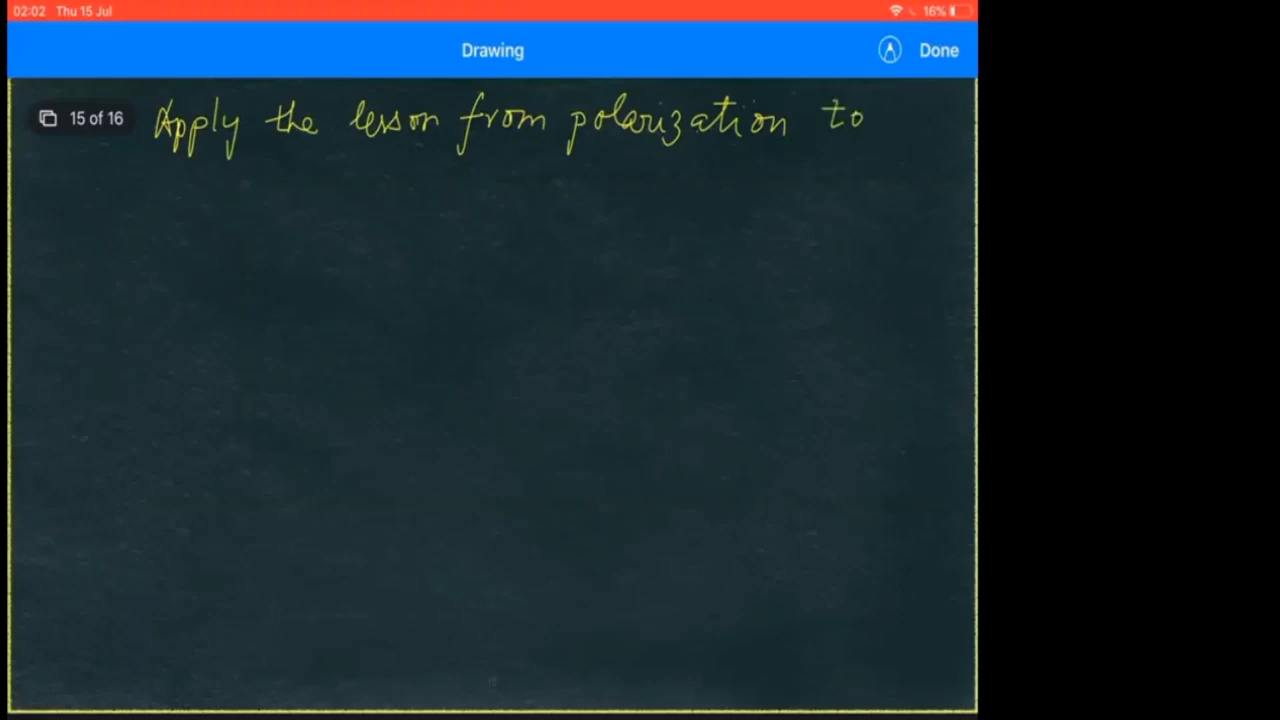 02:02 Thu 15 Jul 16%
Drawing Done
15 of 16
Apply the lesson from polarization to